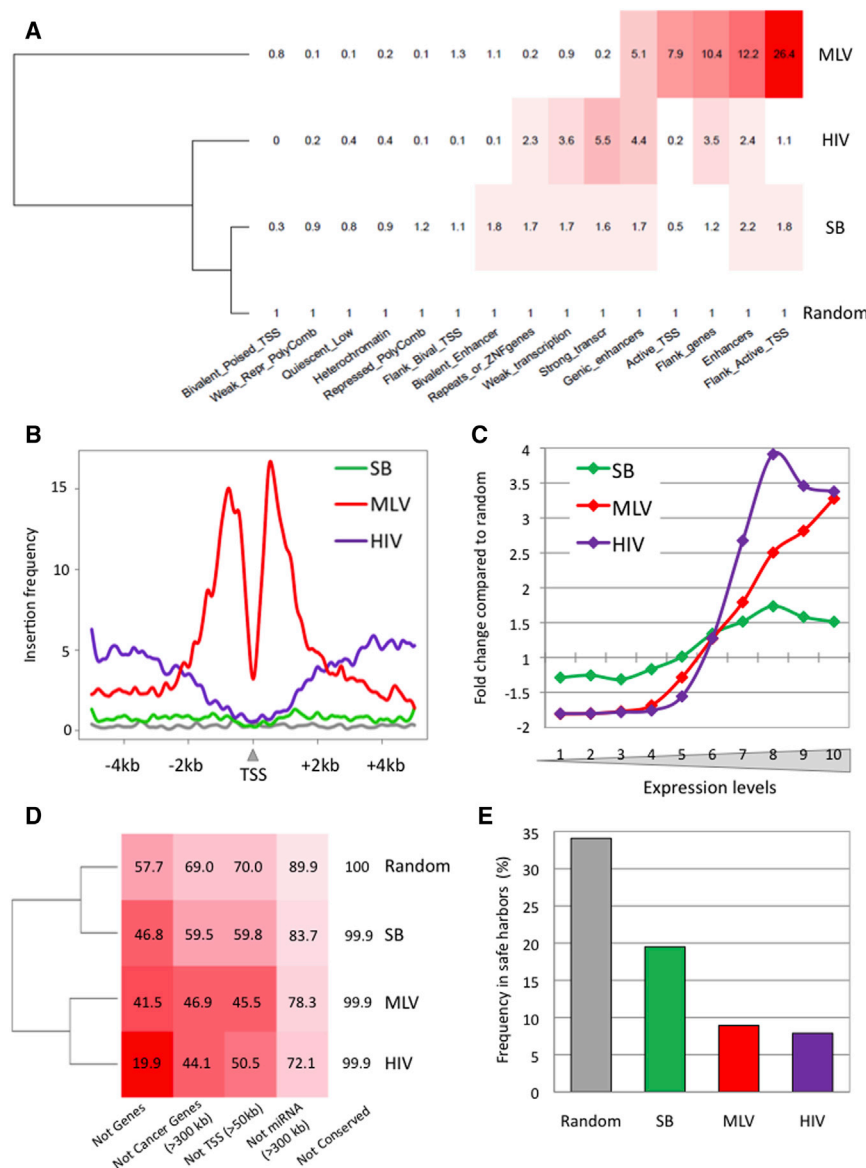 A
0.8 0.1 0.1 0.2 0.1 1.3 1.1 0.2 0.9 0.2 5.1 7.9 10.4 12.2 26.4 MLV
0 0.2 0.4 0.4 0.1 0.1 0.1 2.3 3.6 5.5 4.4 0.2 3.5 2.4 1.1 HIV
0.3 0.9 0.8 0.9 1.2 1.1 1.8 1.7 1.7 1.6 1.7 0.5 1.2 2.2 1.8 SB
1 1 1 1 1 1 1 1 1 1 1 1 1 1 1 Random
Bivalent_Poised_TSS
Weak_Repr_PolyComb
Quiescent_Low
Heterochromatin
Repressed_PolyComb
Flank_Bival_TSS
Bivalent_Enhancer
Repeats_or_ZNFgenes
Weak_transcription
Strong_transcr
Genic_enhancers
Active_TSS
Flank_genes
Enhancers
Flank_Active_TSS
B
Insertion frequency
15
10
5
0
SB
MLV
HIV
-4kb -2kb TSS +2kb +4kb
C
Fold change compared to random
4
3.5
3
2.5
2
1.5
1
-1.5
-2
SB
MLV
HIV
1 2 3 4 5 6 7 8 9 10
Expression levels
D
57.7 69.0 70.0 89.9 100 Random
46.8 59.5 59.8 83.7 99.9 SB
41.5 46.9 45.5 78.3 99.9 MLV
19.9 44.1 50.5 72.1 99.9 HIV
Not Genes
Not Cancer Genes
(>300 kb)
Not TSS (>50kb)
Not miRNA
(>300 kb)
Not Conserved
E
Frequency in safe harbors (%)
35
30
25
20
15
10
5
0
Random SB MLV HIV